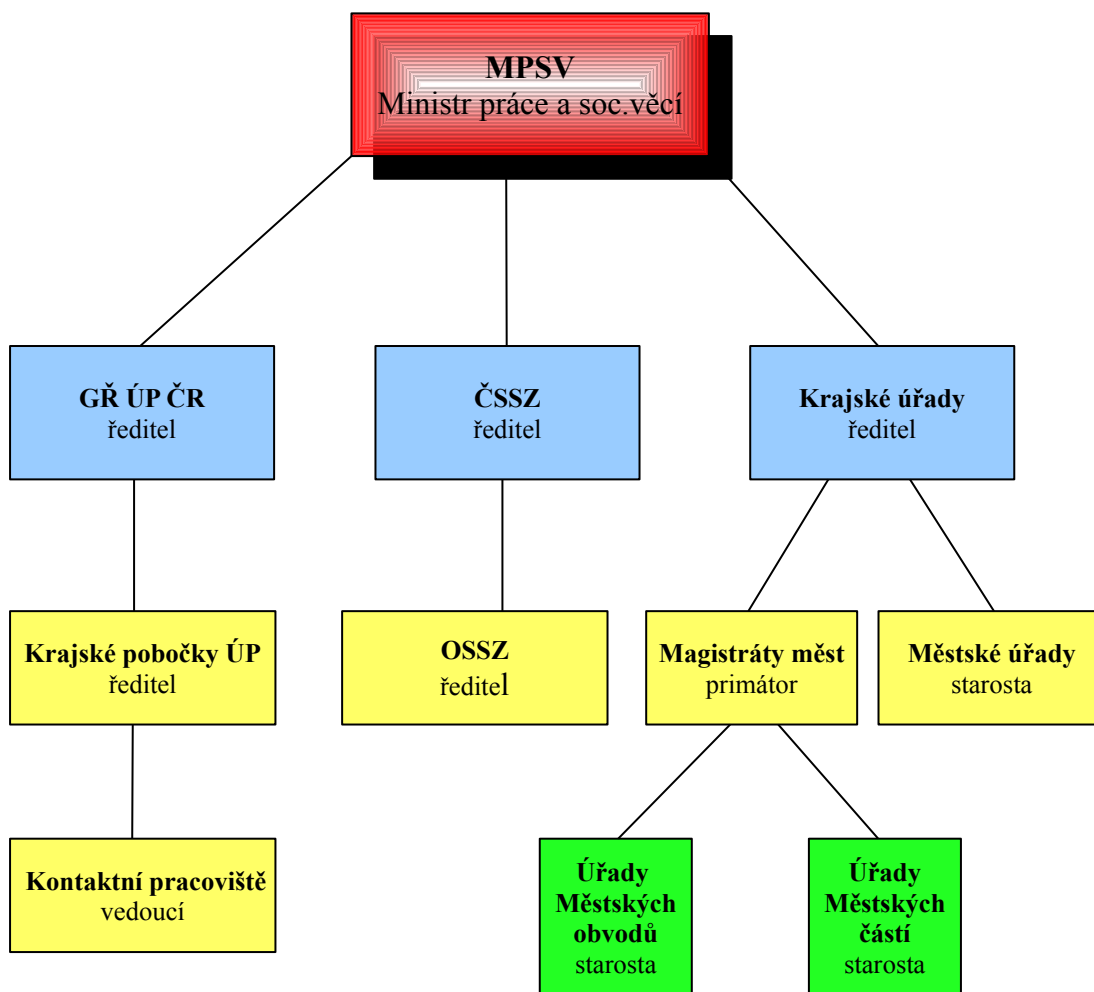 MPSV
Ministr práce a soc.věcí
GŘ ÚP ČR
ředitel
ČSSZ
ředitel
Krajské úřady
ředitel
Krajské pobočky ÚP
ředitel
OSSZ
ředitel
Magistráty měst
primátor
Městské úřady
starosta
Kontaktní pracoviště
vedoucí
Úřady
Městských
obvodů
starosta
Úřady
Městských
částí
starosta